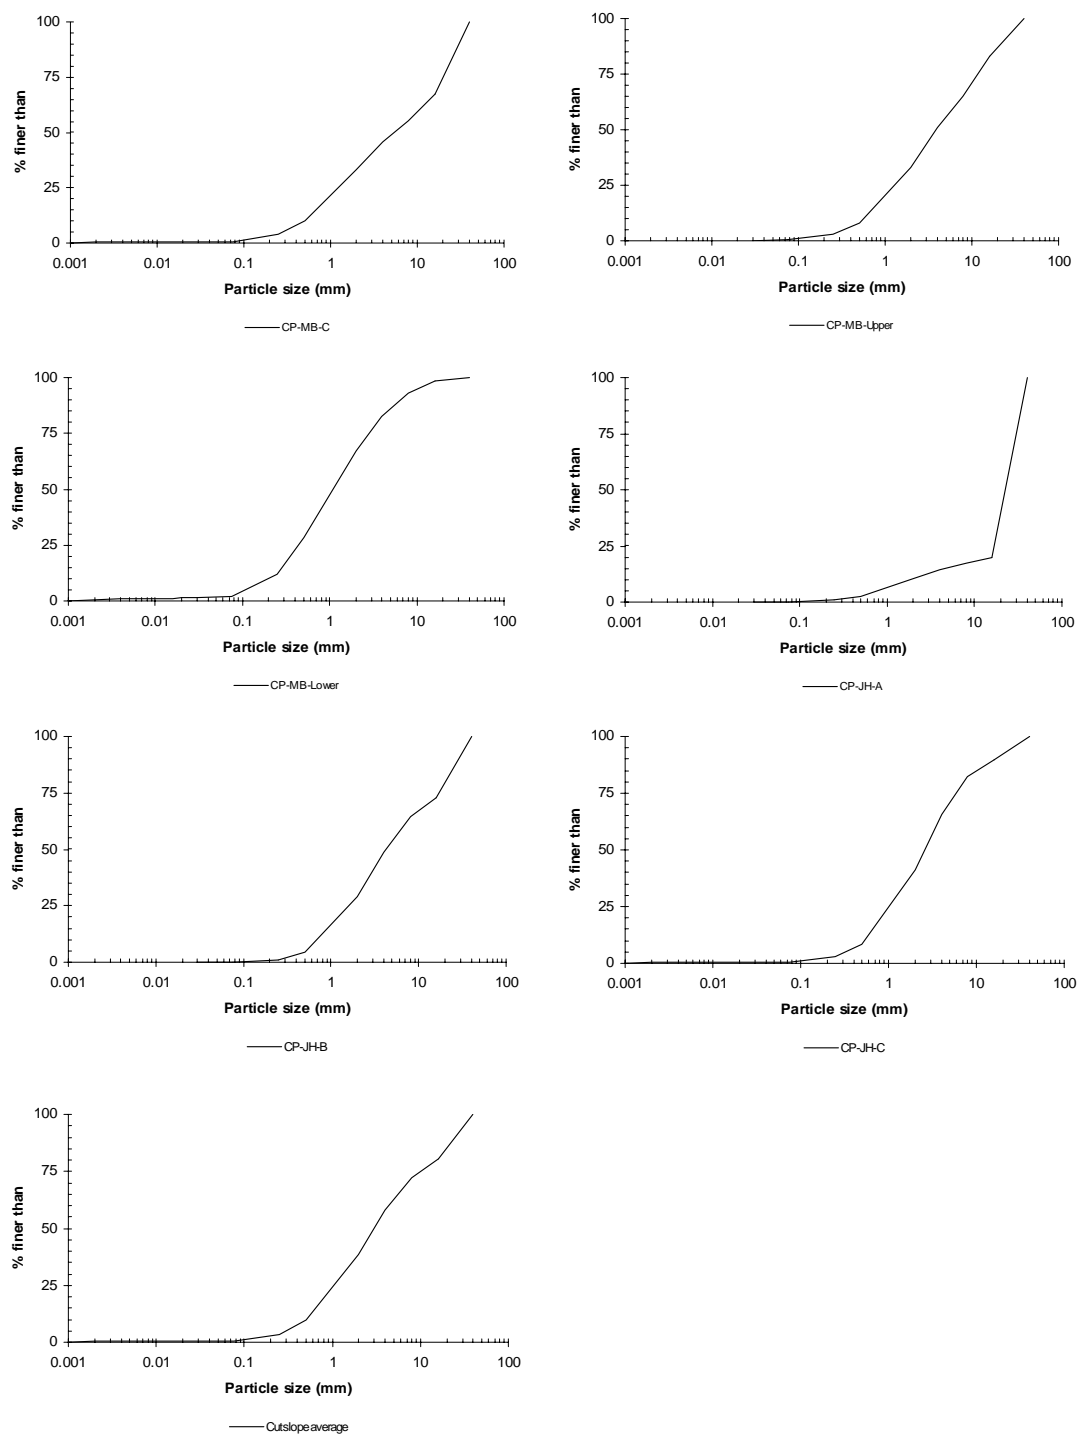 100
75
50
25
0
% finer than
0.001 0.01 0.1 1 10 100
Particle size (mm)
CP-MB-C
100
75
50
25
0
% finer than
0.001 0.01 0.1 1 10 100
Particle size (mm)
CP-MB-Upper
100
75
50
25
0
% finer than
0.001 0.01 0.1 1 10 100
Particle size (mm)
CP-MB-Lower
100
75
50
25
0
% finer than
0.001 0.01 0.1 1 10 100
Particle size (mm)
CP-JH-A
100
75
50
25
0
% finer than
0.001 0.01 0.1 1 10 100
Particle size (mm)
CP-JH-B
100
75
50
25
0
% finer than
0.001 0.01 0.1 1 10 100
Particle size (mm)
CP-JH-C
100
75
50
25
0
% finer than
0.001 0.01 0.1 1 10 100
Particle size (mm)
Cutslope average